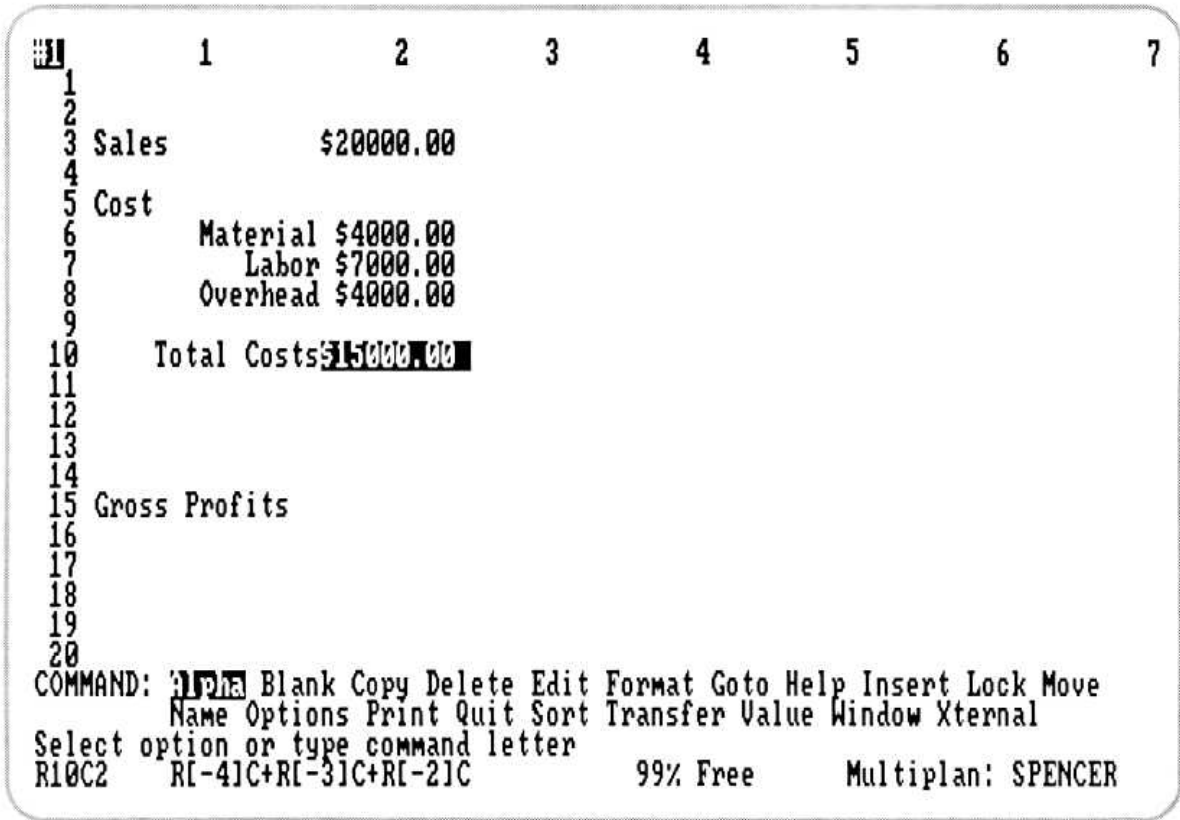 #1 1 2 3 4 5 6 7
1
2
3 Sales $20000.00
4
5 Cost
6 Material $4000.00
7 Labor $7000.00
8 Overhead $4000.00
9
10 Total Costs $15000.00
11
12
13
14
15 Gross Profits
16
17
18
19
20
COMMAND: Alpha Blank Copy Delete Edit Format Goto Help Insert Lock Move
Name Options Print Quit Sort Transfer Value Window Xternal
Select option or type command letter
R10C2 R[-4]C+R[-3]C+R[-2]C 99% Free Multiplan: SPENCER